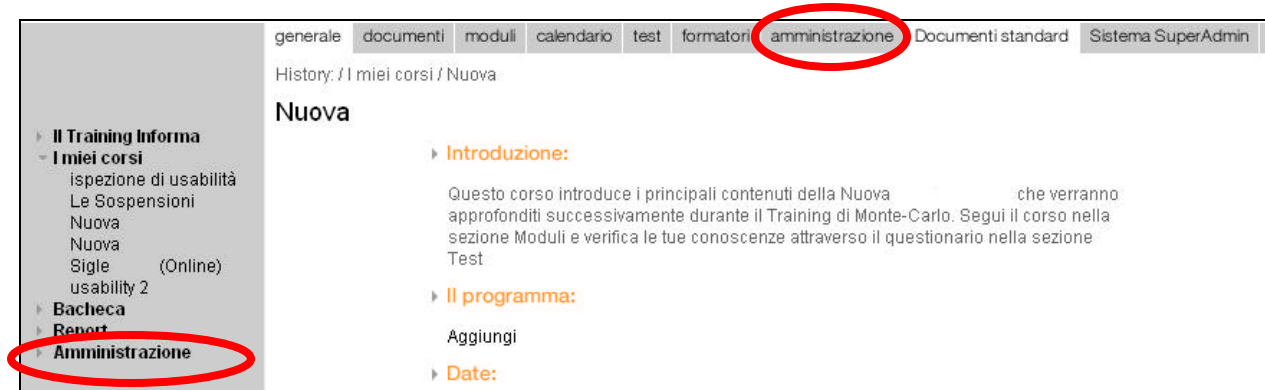 generale documenti moduli calendario test formatori amministrazione Documenti standard Sistema SuperAdmin
History: / I miei corsi / Nuova
Nuova
Il Training Informa
I miei corsi
ispezione di usabilità
Le Sospensioni
Nuova
Nuova
Sigle (Online)
usability 2
Bacheca
Report
Amministrazione
Introduzione:
Questo corso introduce i principali contenuti della Nuova che verranno
approfonditi successivamente durante il Training di Monte-Carlo. Segui il corso nella
sezione Moduli e verifica le tue conoscenze attraverso il questionario nella sezione
Test
Il programma:
Aggiungi
Date: